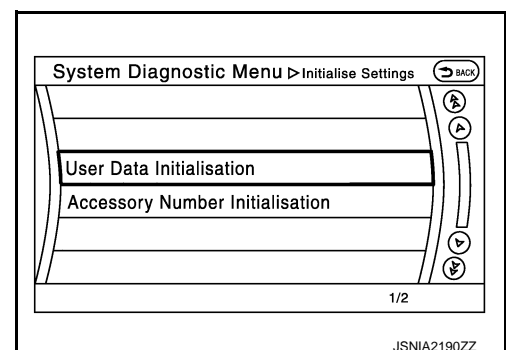 System Diagnostic Menu ▷ Initialise Settings
BACK
User Data Initialisation
Accessory Number Initialisation
1/2
JSNIA2190ZZ